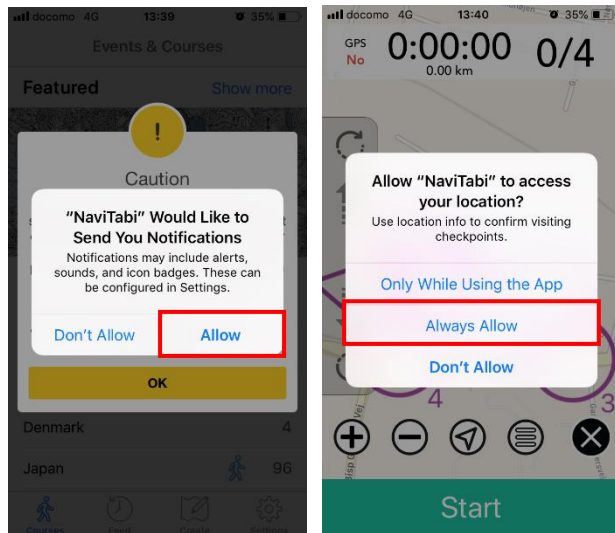 docomo 4G 13:39 35%
Events & Courses
Featured Show more
!
Caution
"NaviTabi" Would Like to
Send You Notifications
Notifications may include alerts,
sounds, and icon badges. These can
be configured in Settings.
Don't Allow Allow
OK
Denmark 4
Japan 96
Courses Feed Create Settings
docomo 4G 13:40 35%
GPS
No
0:00:00
0.00 km
0/4
Allow "NaviTabi" to access
your location?
Use location info to confirm visiting
checkpoints.
Only While Using the App
Always Allow
Don't Allow
4
3
Start